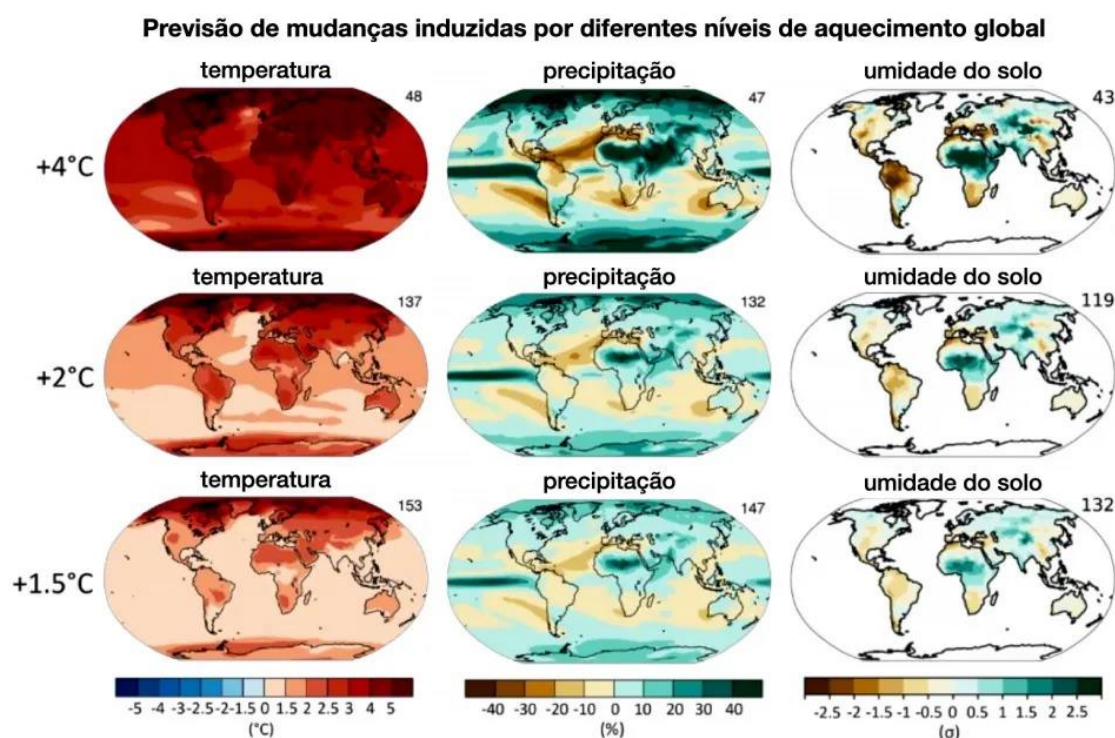 Previsão de mudanças induzidas por diferentes níveis de aquecimento global
temperatura precipitação umidade do solo
48 47 43
+4°C
temperatura precipitação umidade do solo
137 132 119
+2°C
temperatura precipitação umidade do solo
153 147 132
+1.5°C
-5 -4 -3-2-1.5 0 1 1.5 2 2.5 3 4 5
-40 -30 -20 -10 0 10 20 30 40
-2.5 -2 -1.5-1 -0.5 0 0.5 1 1.5 2 2.5
(°C) (%) (σ)